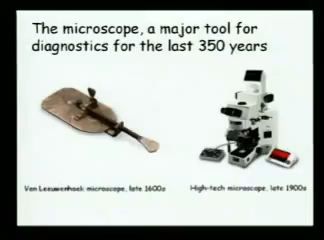 The microscope, a major tool for
diagnostics for the last 350 years
Van Leeuwenhoek microscope, late 1600s
High-tech microscope, late 1900s